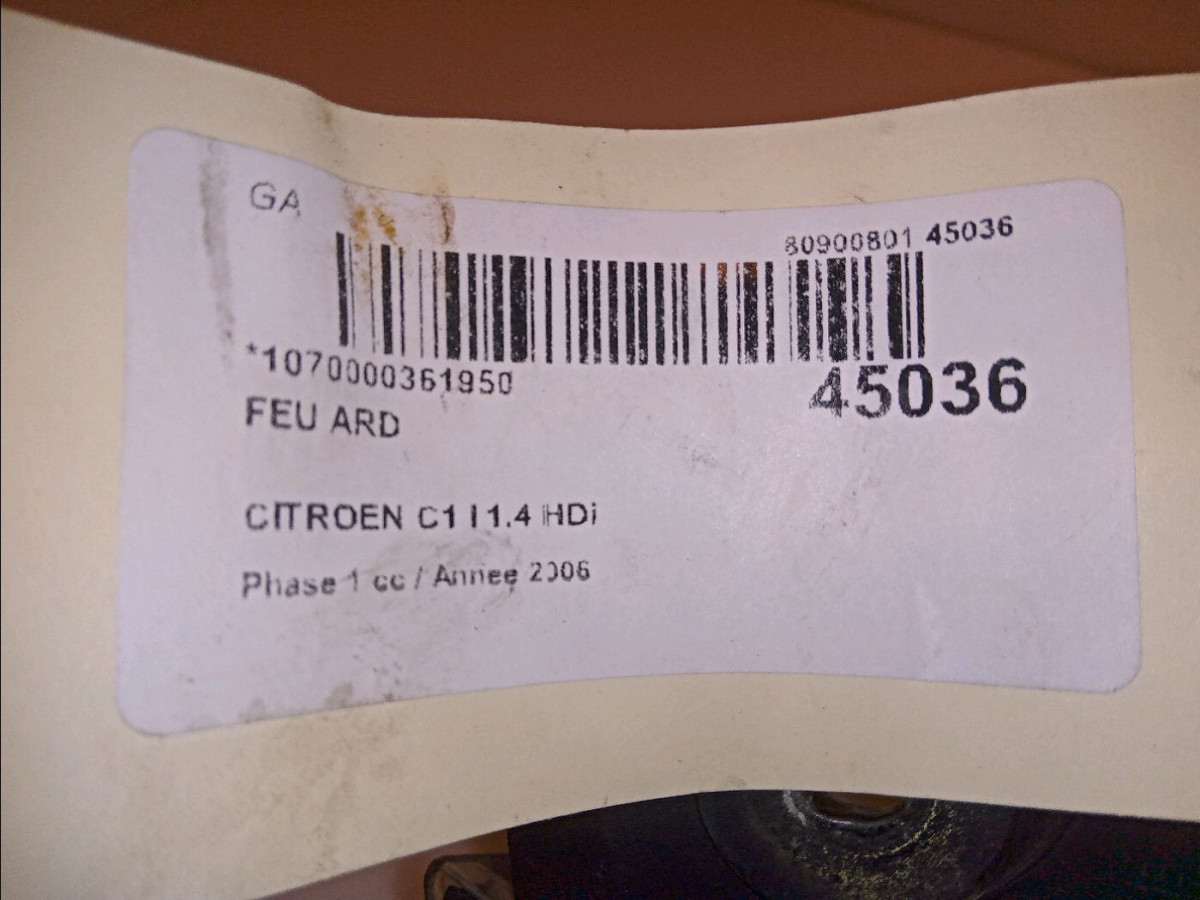 GA
80900801 45036
*1070000361950
45036
FEU ARD
CITROEN C1 I 1.4 HDi
Phase 1 cc / Annee 2006